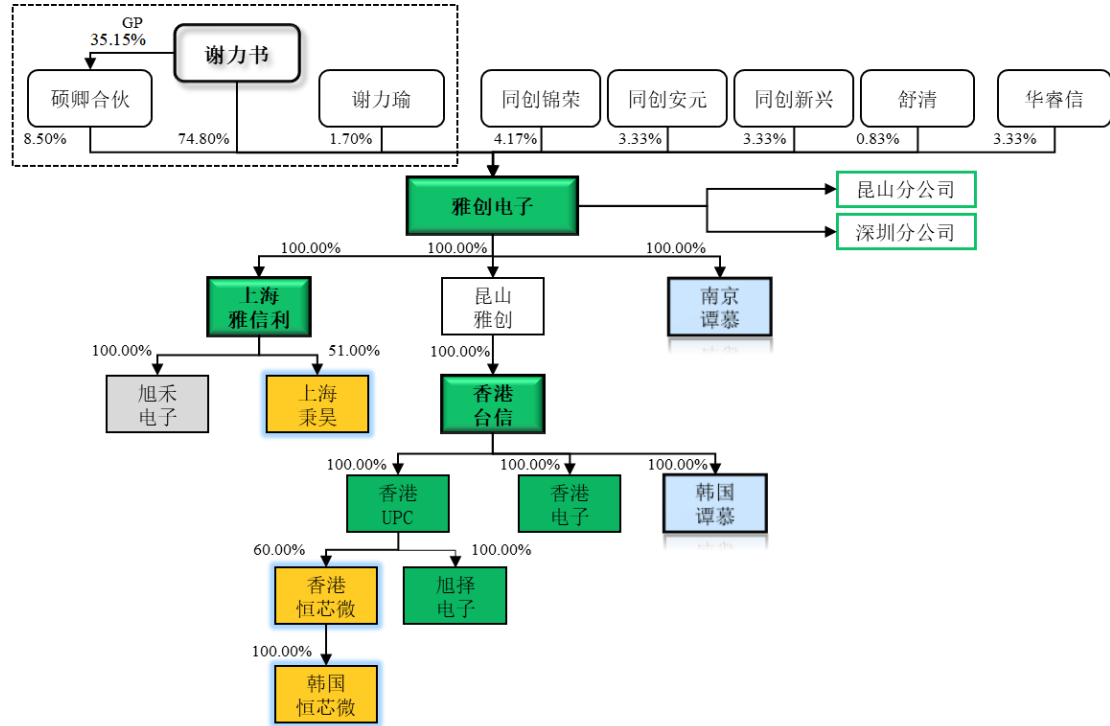 GP
35.15%
谢力书
硕卿合伙
谢力瑜
同创锦荣
同创安元
同创新兴
舒清
华睿信
8.50%
74.80%
1.70%
4.17%
3.33%
3.33%
0.83%
3.33%
雅创电子
昆山分公司
深圳分公司
100.00%
100.00%
100.00%
上海
雅信利
昆山
雅创
南京
谭慕
100.00%
51.00%
100.00%
旭禾
电子
上海
秉昊
香港
台信
100.00%
100.00%
100.00%
香港
UPC
香港
电子
韩国
谭慕
60.00%
100.00%
香港
恒芯微
旭择
电子
100.00%
韩国
恒芯微